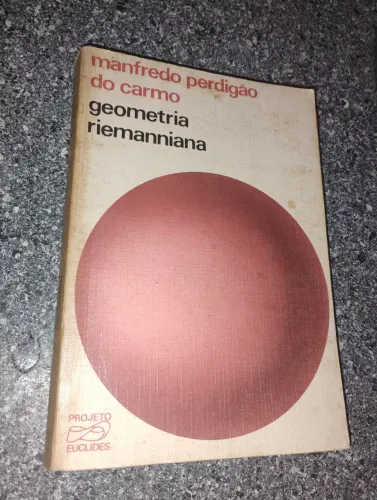 manfredo perdigão
do carmo
geometria
riemanniana
PROJETO
EUCLIDES